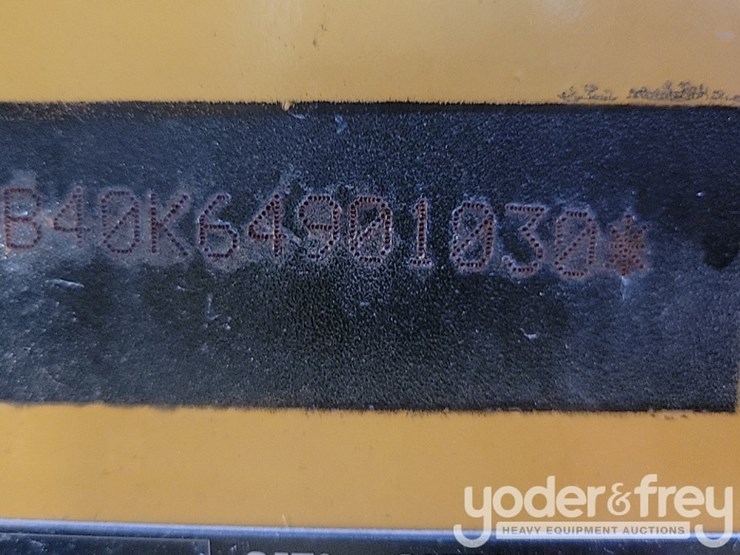 B40K64901030*
yoder&frey
HEAVY EQUIPMENT AUCTIONS